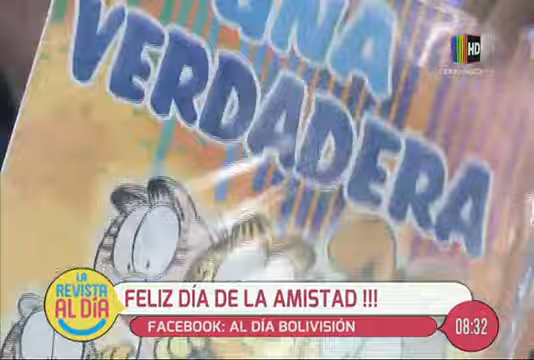 UNA
VERDADERA
HD
LA
REVISTA
AL DÍA
FELIZ DÍA DE LA AMISTAD !!!
FACEBOOK: AL DÍA BOLIVISIÓN
08:32